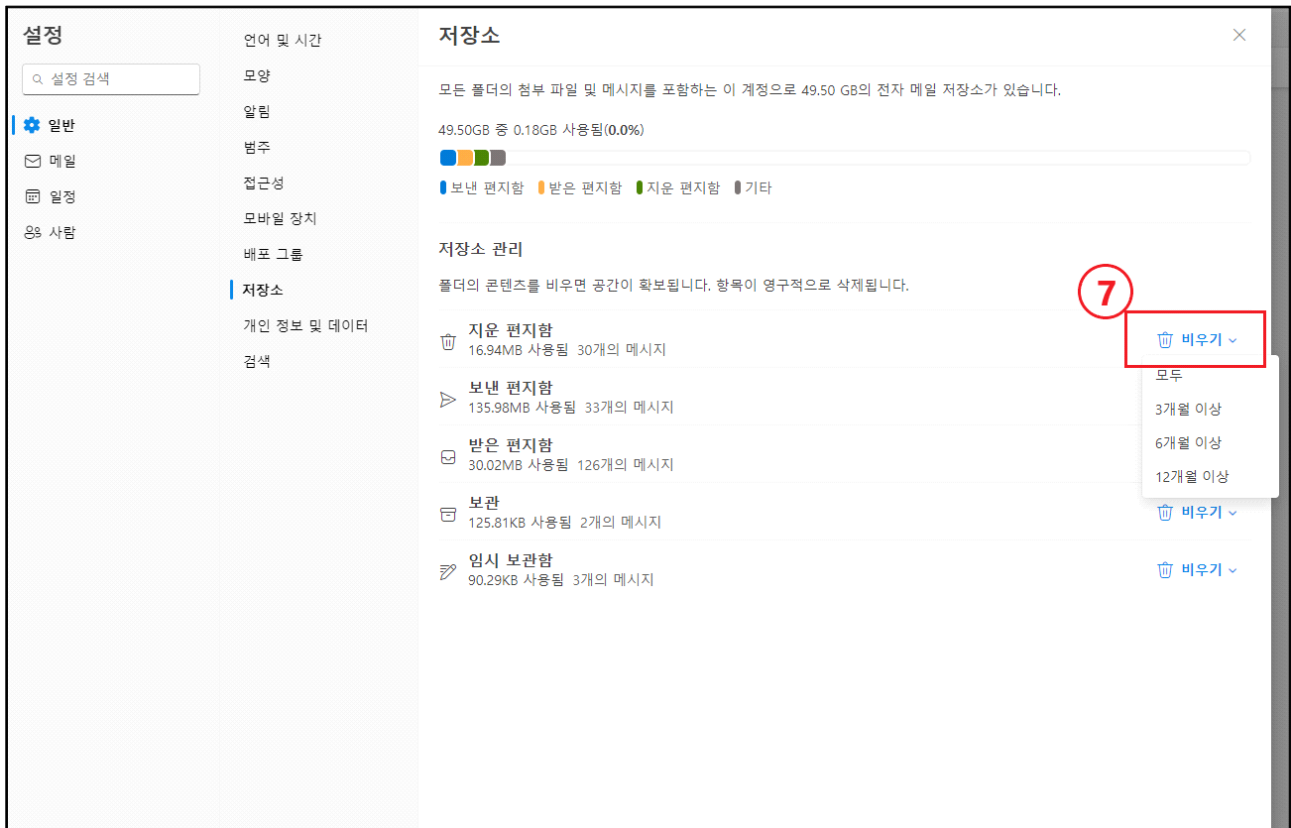 설정
설정 검색
일반
메일
일정
사람
언어 및 시간
모양
알림
범주
접근성
모바일 장치
배포 그룹
저장소
개인 정보 및 데이터
검색
저장소
모든 폴더의 첨부 파일 및 메시지를 포함하는 이 계정으로 49.50 GB의 전자 메일 저장소가 있습니다.
49.50GB 중 0.18GB 사용됨(0.0%)
보낸 편지함 받은 편지함 지운 편지함 기타
저장소 관리
폴더의 콘텐츠를 비우면 공간이 확보됩니다. 항목이 영구적으로 삭제됩니다.
7
지운 편지함
16.94MB 사용됨 30개의 메시지
비우기
모두
3개월 이상
6개월 이상
12개월 이상
보낸 편지함
135.98MB 사용됨 33개의 메시지
받은 편지함
30.02MB 사용됨 126개의 메시지
보관
125.81KB 사용됨 2개의 메시지
비우기
임시 보관함
90.29KB 사용됨 3개의 메시지
비우기